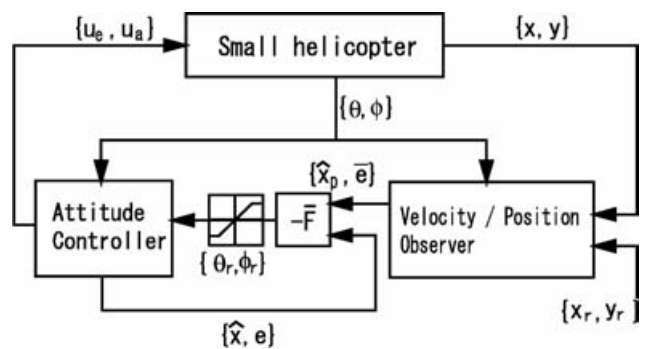 {uₑ, uₐ}
Small helicopter
{x, y}
{θ, ϕ}
{x̂ₚ, e̅}
Attitude
Controller
-F̅
Velocity / Position
Observer
{θᵣ, ϕᵣ}
{x̂, e}
{xᵣ, yᵣ}